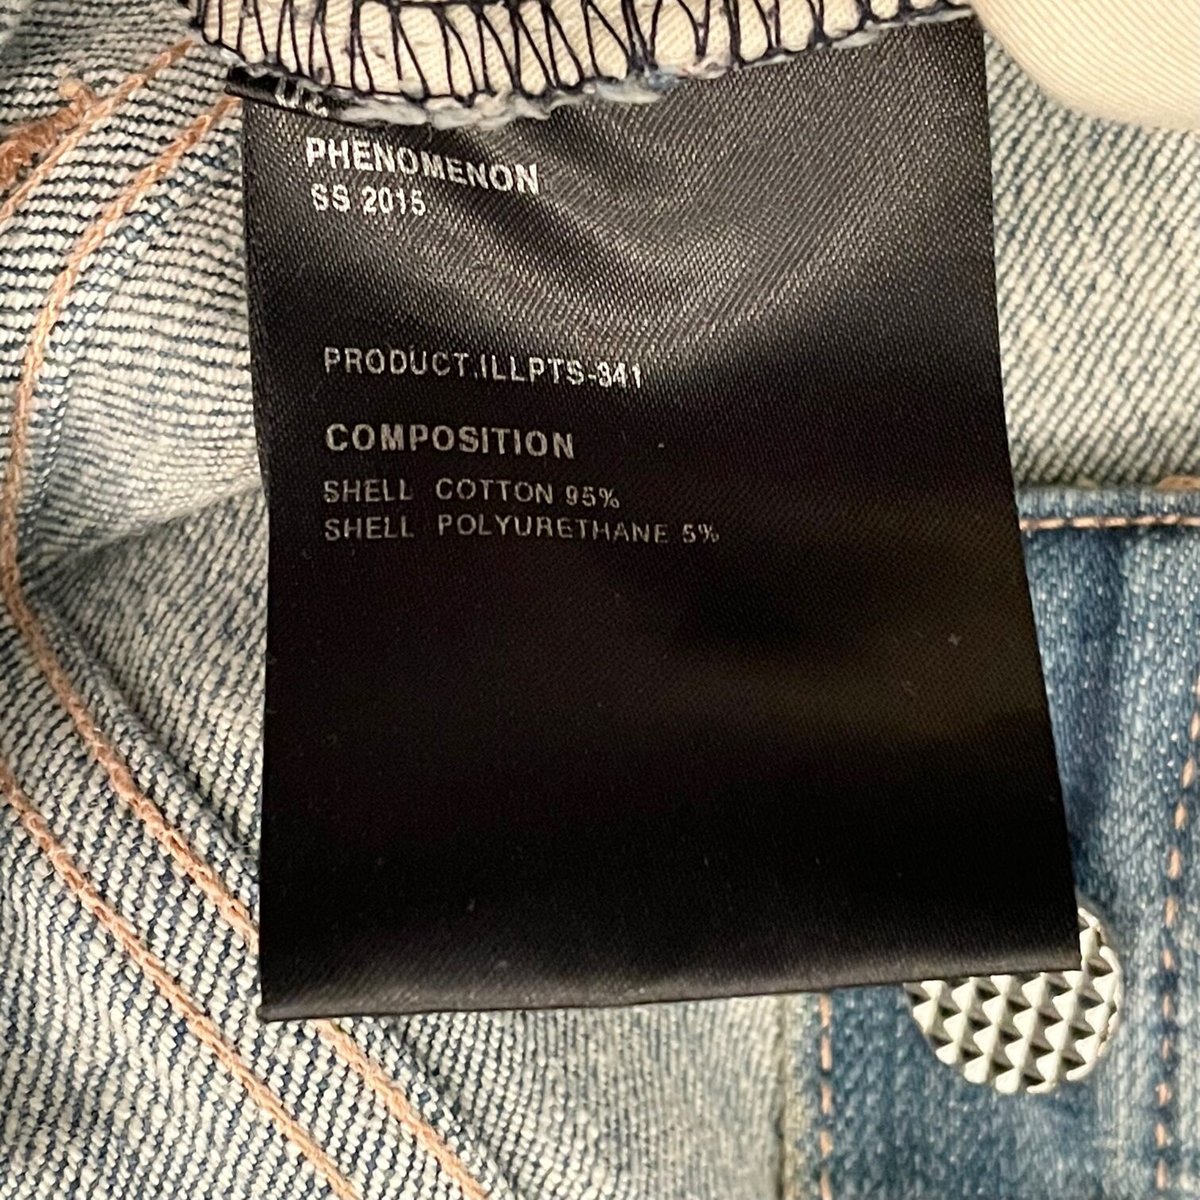 PHENOMENON
SS 2015
PRODUCT.ILLPTS-341
COMPOSITION
SHELL COTTON 95%
SHELL POLYURETHANE 5%